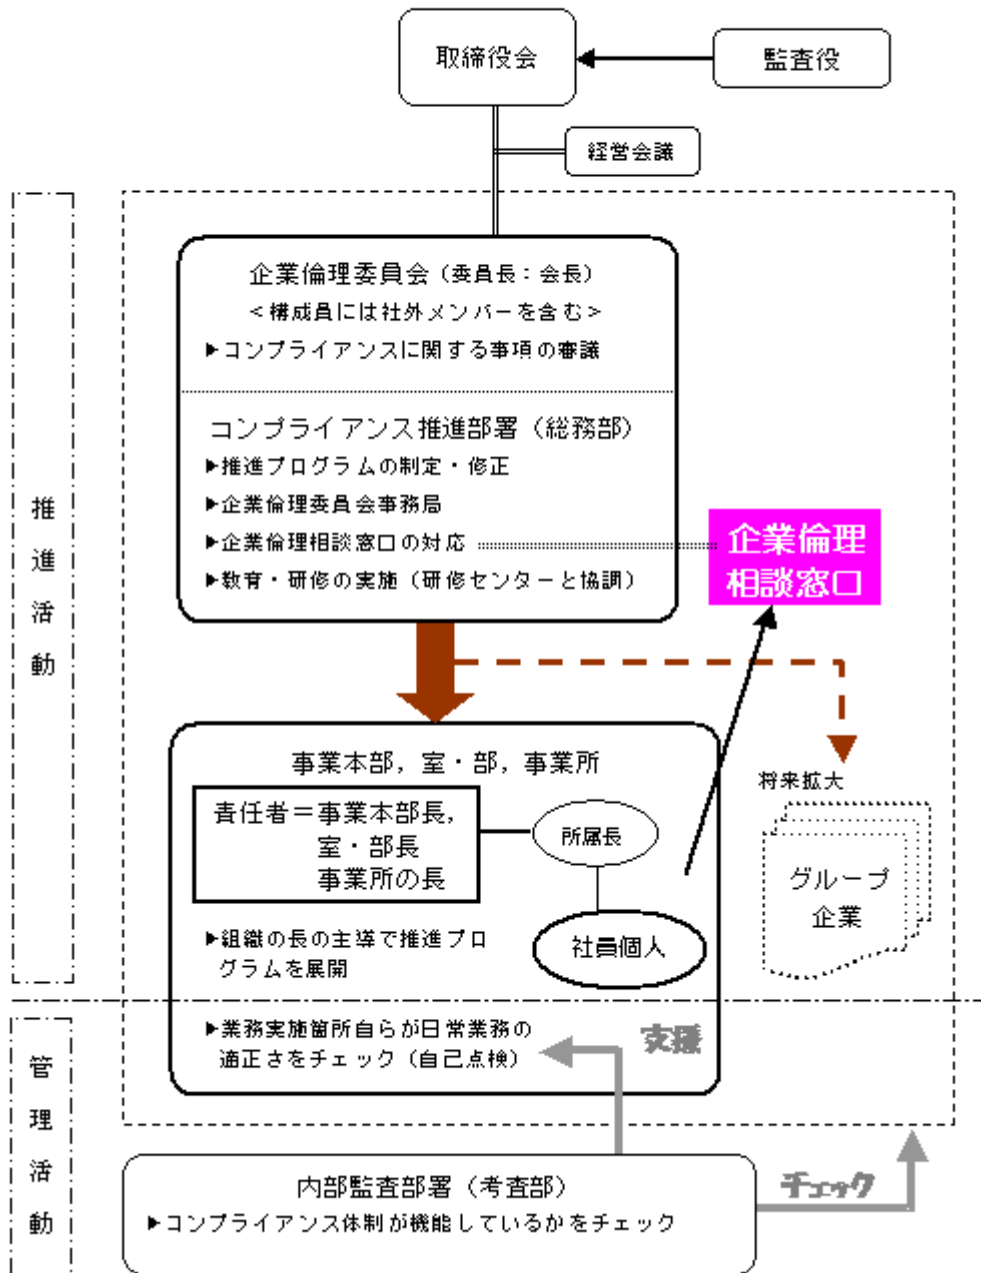 取締役会
監査役
経営会議
企業倫理委員会（委員長：会長）
＜構成員には社外メンバーを含む＞
▶コンプライアンスに関する事項の審議
コンプライアンス推進部署（総務部）
▶推進プログラムの制定・修正
▶企業倫理委員会事務局
▶企業倫理相談窓口の対応
▶教育・研修の実施（研修センターと協調）
企業倫理
相談窓口
推進活動
事業本部，室・部，事業所
責任者＝事業本部長，
室・部長
事業所の長
所属長
社員個人
▶組織の長の主導で推進プロ
グラムを展開
将来拡大
グループ
企業
▶業務実施箇所自らが日常業務の
適正さをチェック（自己点検）
支援
管理活動
内部監査部署（考査部）
▶コンプライアンス体制が機能しているかをチェック
チェック